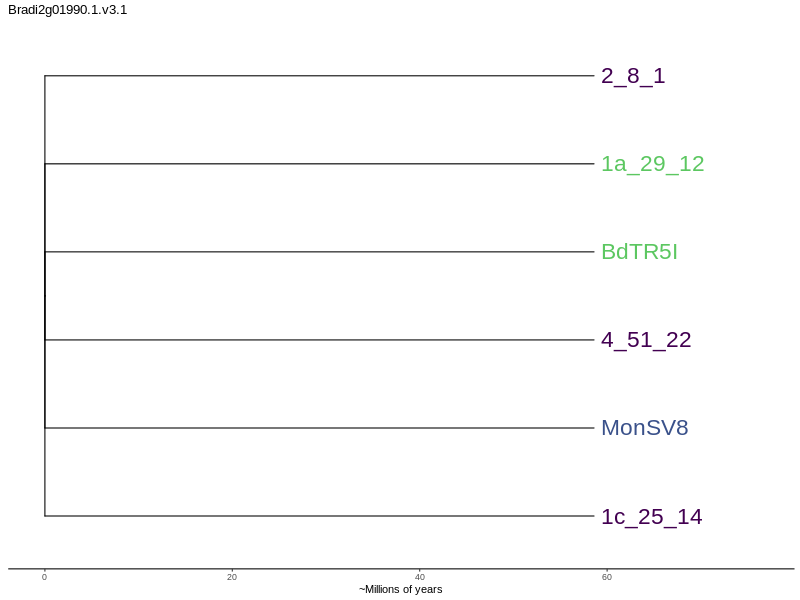 Bradi2g01990.1.v3.1
2_8_1
1a_29_12
BdTR5I
4_51_22
MonSV8
1c_25_14
0 20 40 60
~Millions of years